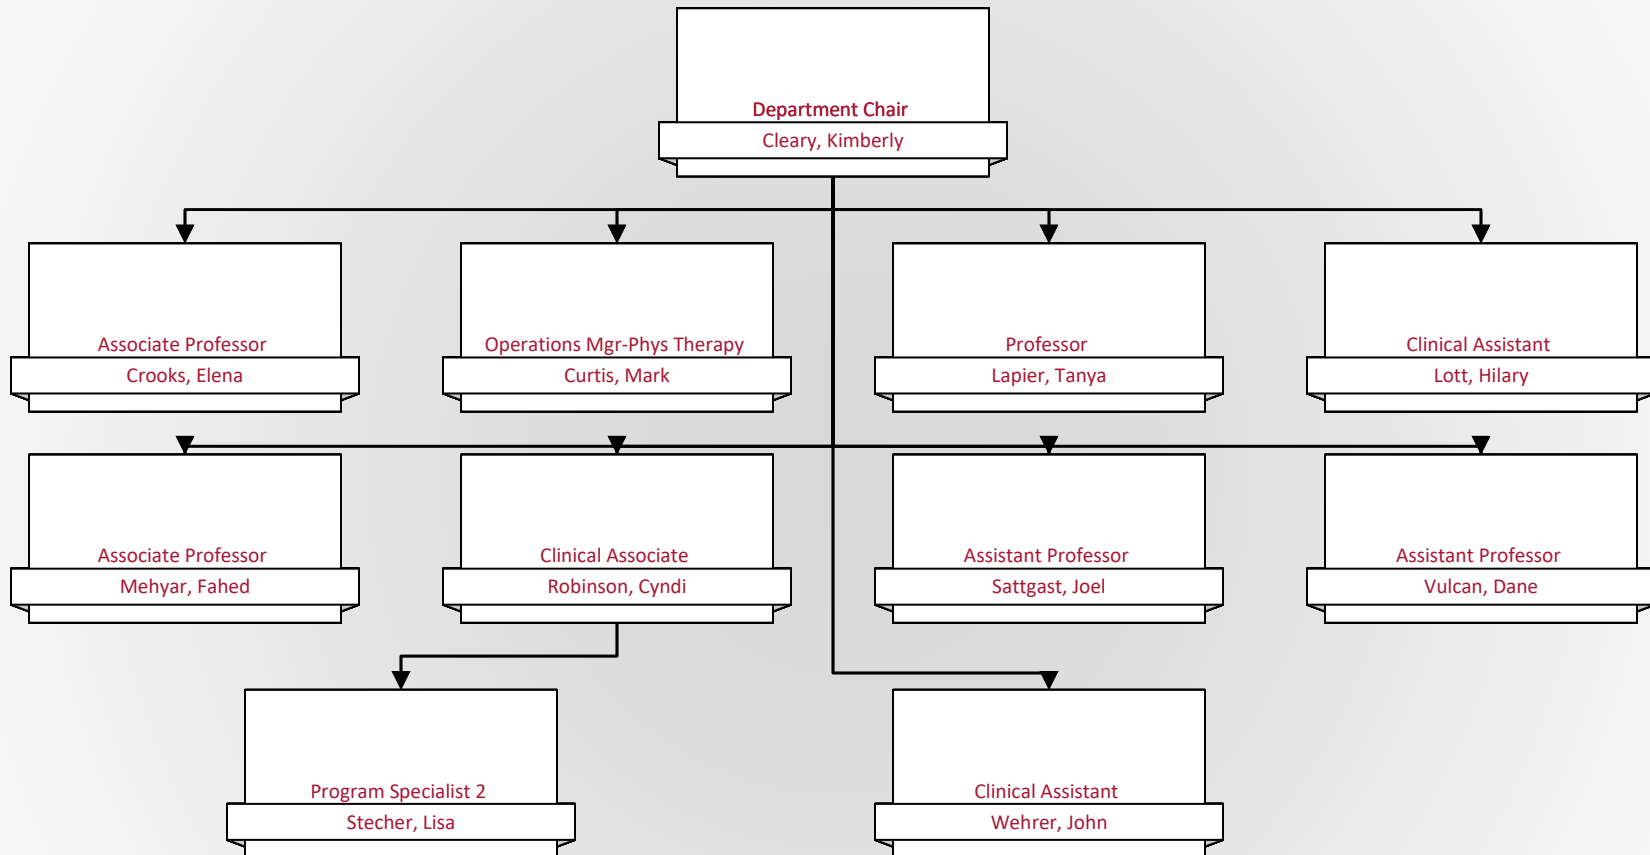 Department Chair
Cleary, Kimberly
Associate Professor
Crooks, Elena
Operations Mgr-Phys Therapy
Curtis, Mark
Professor
Lapier, Tanya
Clinical Assistant
Lott, Hilary
Associate Professor
Mehyar, Fahed
Clinical Associate
Robinson, Cyndi
Assistant Professor
Sattgast, Joel
Assistant Professor
Vulcan, Dane
Program Specialist 2
Stecher, Lisa
Clinical Assistant
Wehrer, John